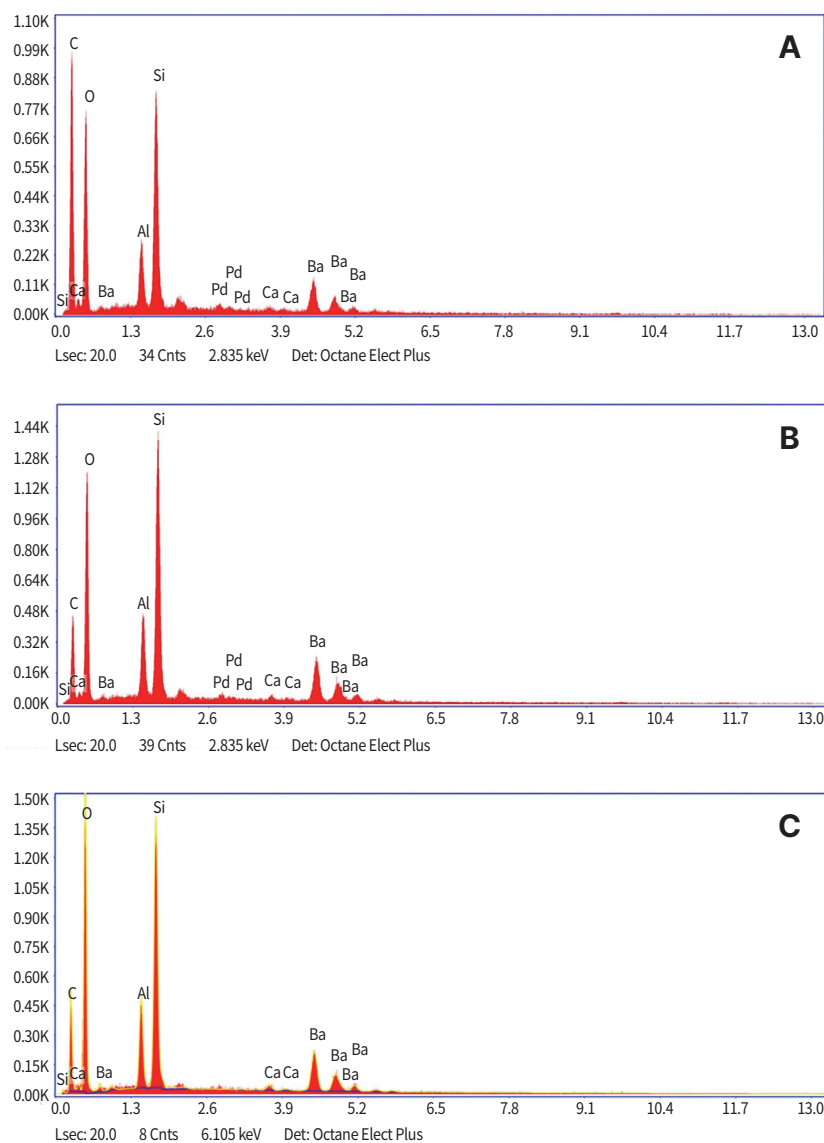 1.10K
A
0.99K
C
0.88K
Si
0.77K
O
0.66K
0.55K
0.44K
0.33K
Al
0.22K
Pd Ba Ba Ba
0.11K
Si Ca Ba Pd Pd Ca Ca Ba
0.00K
0.0 1.3 2.6 3.9 5.2 6.5 7.8 9.1 10.4 11.7 13.0
Lsec: 20.0 34 Cnts 2.835 keV Det: Octane Elect Plus
B
1.44K
Si
1.28K
O
1.12K
0.96K
0.80K
0.64K
0.48K
C Al
0.32K
Ba
Pd Ba Ba
0.16K
Si Ca Ba Pd Pd Ca Ca Ba
0.00K
0.0 1.3 2.6 3.9 5.2 6.5 7.8 9.1 10.4 11.7 13.0
Lsec: 20.0 39 Cnts 2.835 keV Det: Octane Elect Plus
1.50K
Si
O
C
1.35K
1.20K
1.05K
0.90K
0.75K
0.60K
C Al
0.45K
0.30K
Ba Ba Ba
0.15K
Si Ca Ba Ca Ca Ba
0.00K
0.0 1.3 2.6 3.9 5.2 6.5 7.8 9.1 10.4 11.7 13.0
Lsec: 20.0 8 Cnts 6.105 keV Det: Octane Elect Plus